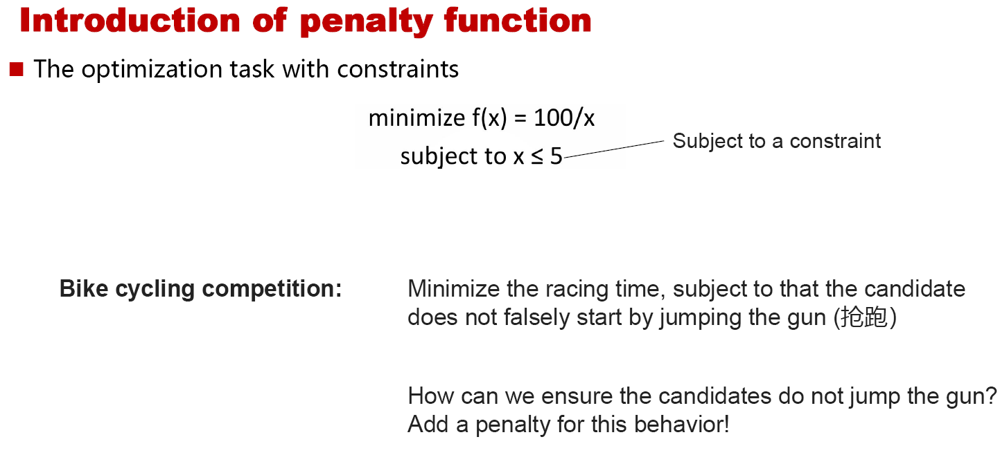 Introduction of penalty function
The optimization task with constraints
minimize f(x) = 100/x
subject to x ≤ 5
Subject to a constraint
Bike cycling competition:
Minimize the racing time, subject to that the candidate
does not falsely start by jumping the gun (抢跑)
How can we ensure the candidates do not jump the gun?
Add a penalty for this behavior!